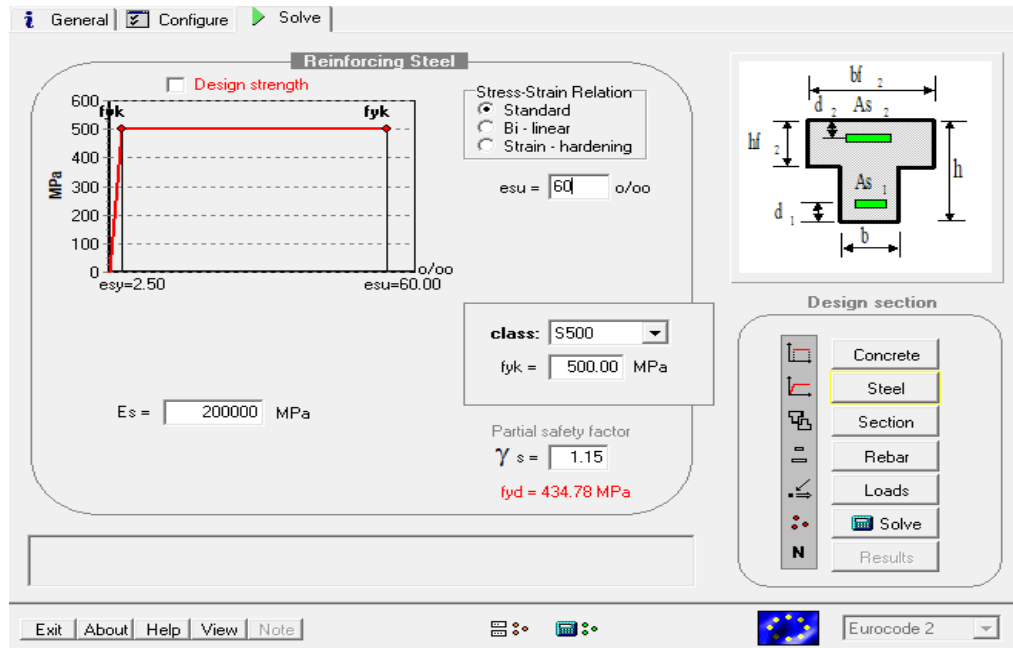 General Configure Solve
Reinforcing Steel
Design strength
600
fyk
fyk
500
400
300
200
100
0
MPa
o/oo
esy=2.50
esu=60.00
Stress-Strain Relation
Standard
Bi - linear
Strain - hardening
esu = 60 o/oo
class: S500
fyk = 500.00 MPa
Es = 200000 MPa
Partial safety factor
γ s = 1.15
fyd = 434.78 MPa
bf 2
d 2 As 2
hf 2
h
As 1
d 1
b
Design section
Concrete
Steel
Section
Rebar
Loads
Solve
N
Results
Exit About Help View Note
Eurocode 2